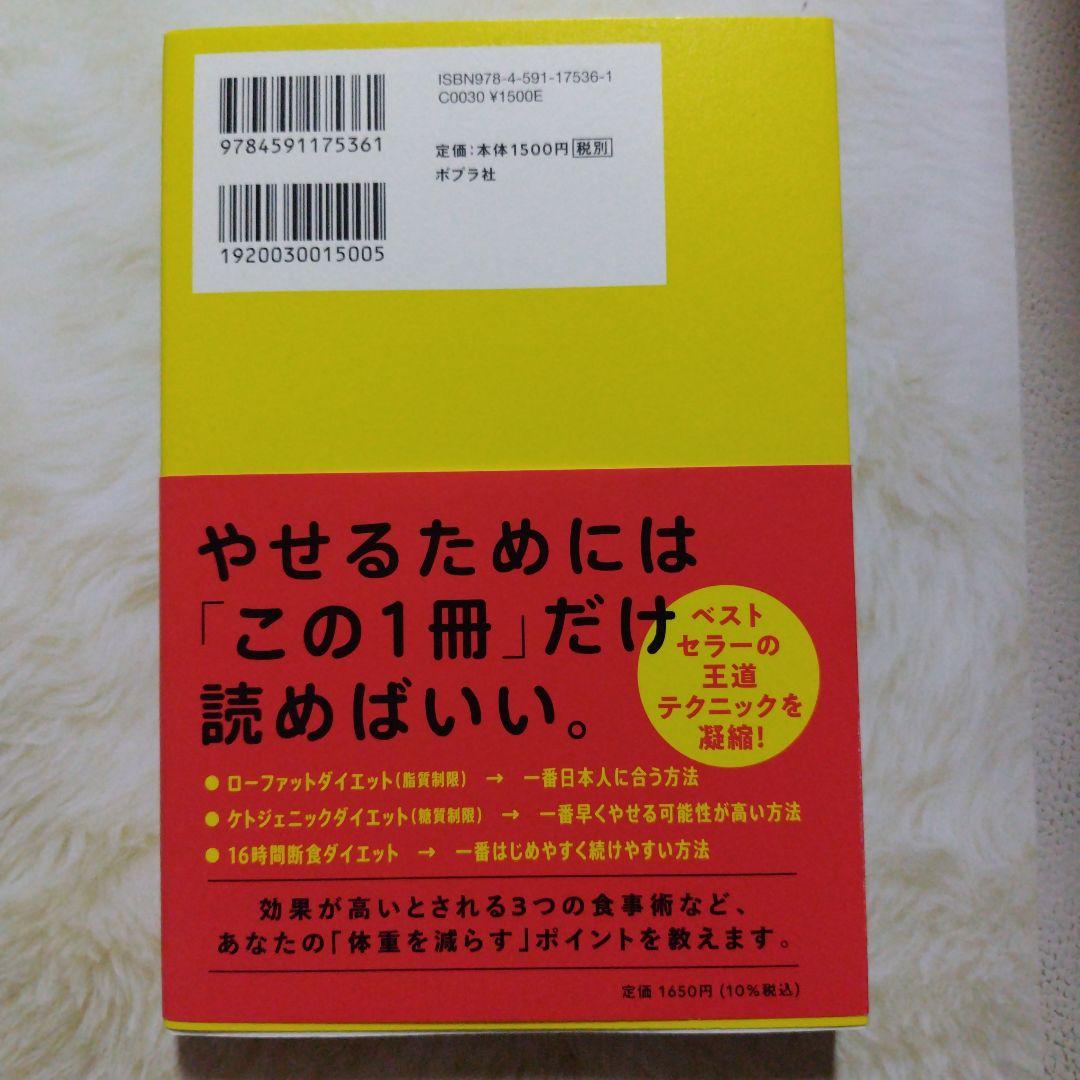 ISBN978-4-591-17536-1
C0030 ¥1500E
9784591175361
定価：本体1500円 税別
ポプラ社
1920030015005
やせるためには
「この1冊」だけ
読めばいい。
ベスト
セラーの
王道
テクニックを
凝縮！
● ローファットダイエット（脂質制限） → 一番日本人に合う方法
● ケトジェニックダイエット（糖質制限） → 一番早くやせる可能性が高い方法
● 16時間断食ダイエット → 一番はじめやすく続けやすい方法
効果が高いとされる3つの食事術など、
あなたの「体重を減らす」ポイントを教えます。
定価 1650円（10％税込）